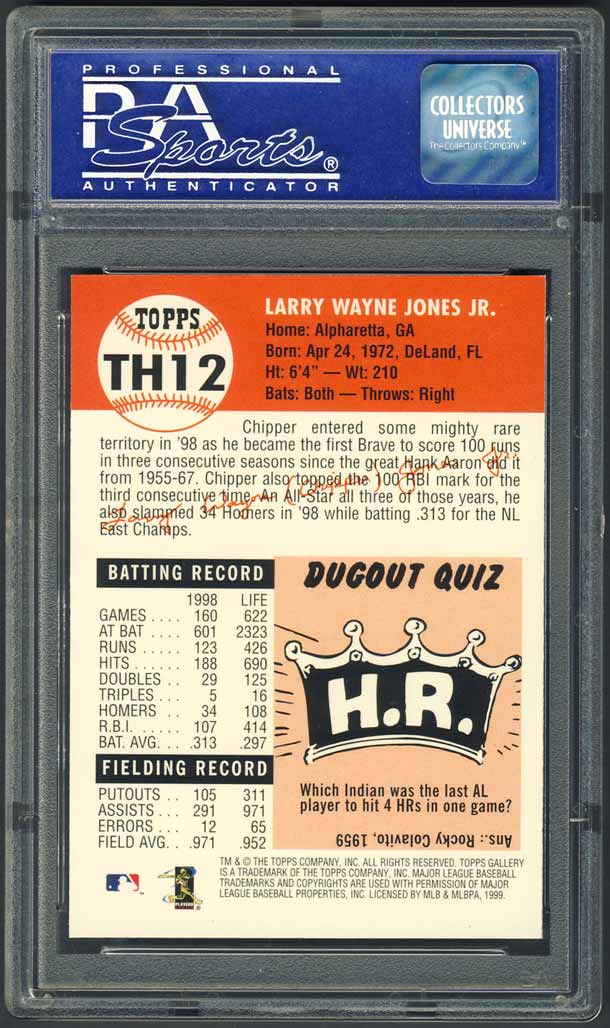 PROFESSIONAL
PSA
Sports®
AUTHENTICATOR
COLLECTORS
UNIVERSE
The Collectors Company™
TOPPS
TH12
LARRY WAYNE JONES JR.
Home: Alpharetta, GA
Born: Apr 24, 1972, DeLand, FL
Ht: 6'4" — Wt: 210
Bats: Both — Throws: Right
Chipper entered some mighty rare
territory in '98 as he became the first Brave to score 100 runs
in three consecutive seasons since the great Hank Aaron did it
from 1955-67. Chipper also topped the 100 RBI mark for the
third consecutive time. An All-Star all three of those years, he
also slammed 34 Homers in '98 while batting .313 for the NL
East Champs.
Larry Wayne (Chipper) Jones Jr.
BATTING RECORD
1998 LIFE
GAMES .... 160 622
AT BAT .... 601 2323
RUNS ..... 123 426
HITS ...... 188 690
DOUBLES .. 29 125
TRIPLES ... 5 16
HOMERS .. 34 108
R.B.I. ..... 107 414
BAT. AVG. .. .313 .297
FIELDING RECORD
PUTOUTS .. 105 311
ASSISTS ... 291 971
ERRORS ... 12 65
FIELD AVG. . .971 .952
DUGOUT QUIZ
H.R.
Which Indian was the last AL
player to hit 4 HRs in one game?
Ans.: Rocky Colavito, 1959
TM & © THE TOPPS COMPANY, INC. ALL RIGHTS RESERVED. TOPPS GALLERY
IS A TRADEMARK OF THE TOPPS COMPANY, INC. MAJOR LEAGUE BASEBALL
TRADEMARKS AND COPYRIGHTS ARE USED WITH PERMISSION OF MAJOR
LEAGUE BASEBALL PROPERTIES, INC. LICENSED BY MLB & MLBPA, 1999.